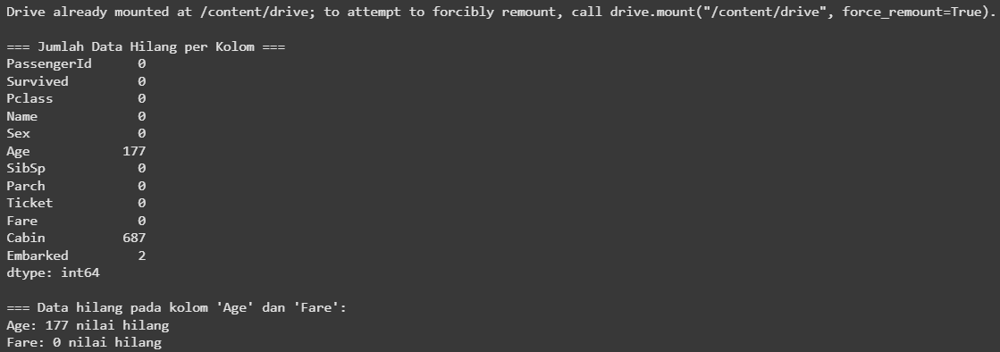 Drive already mounted at /content/drive; to attempt to forcibly remount, call drive.mount("/content/drive", force_remount=True).
=== Jumlah Data Hilang per Kolom ===
PassengerId 0
Survived 0
Pclass 0
Name 0
Sex 0
Age 177
SibSp 0
Parch 0
Ticket 0
Fare 0
Cabin 687
Embarked 2
dtype: int64
=== Data hilang pada kolom 'Age' dan 'Fare':
Age: 177 nilai hilang
Fare: 0 nilai hilang